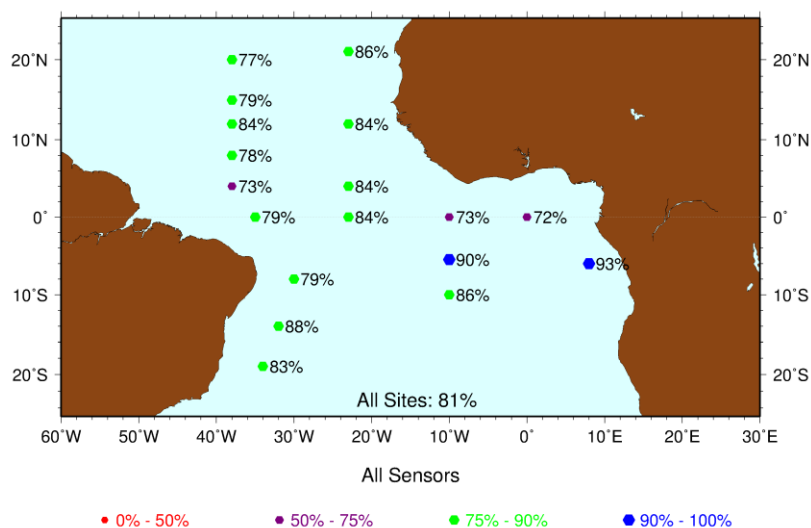 77%
86%
20°N
20°N
79%
84%
84%
10°N
10°N
78%
73%
84%
0°
79%
84%
73%
72%
0°
90%
93%
79%
86%
10°S
10°S
88%
83%
20°S
20°S
All Sites: 81%
60°W
50°W
40°W
30°W
20°W
10°W
0°
10°E
20°E
30°E
All Sensors
0% - 50%
50% - 75%
75% - 90%
90% - 100%